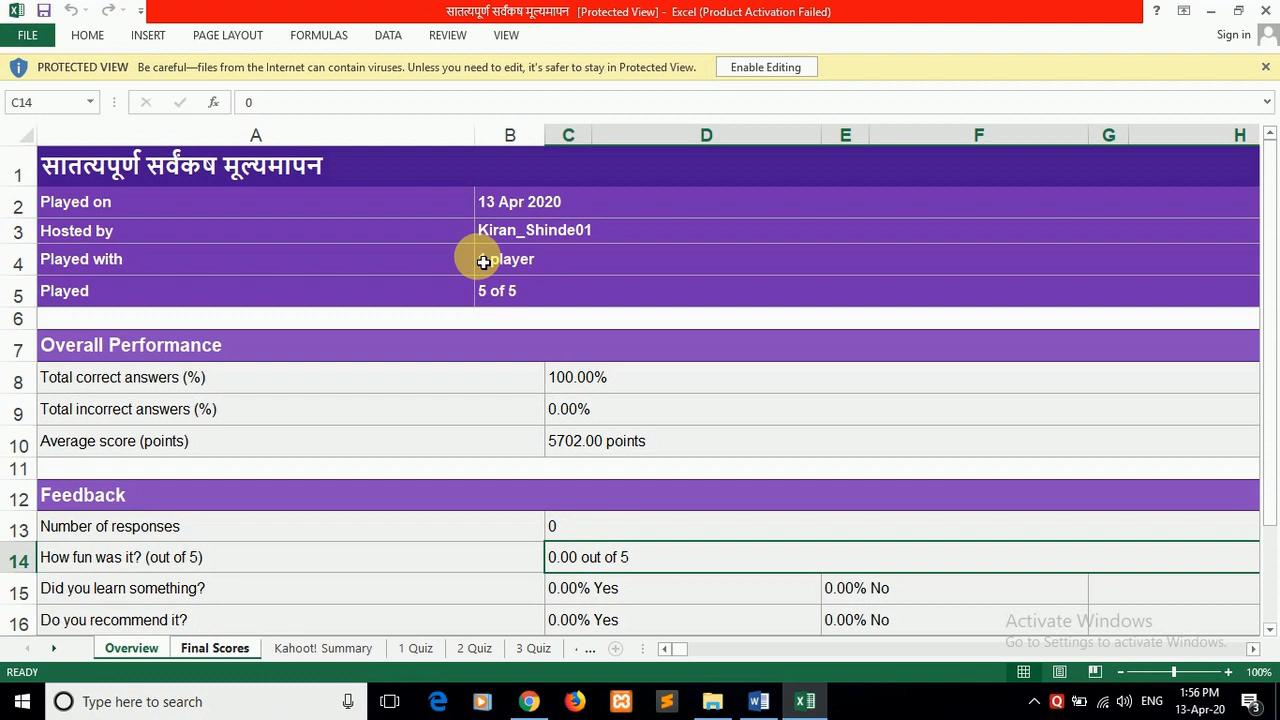 सातत्यपूर्ण सर्वंकष मूल्यमापन [Protected View] - Excel (Product Activation Failed)
FILE HOME INSERT PAGE LAYOUT FORMULAS DATA REVIEW VIEW Sign in
PROTECTED VIEW Be careful—files from the Internet can contain viruses. Unless you need to edit, it's safer to stay in Protected View. Enable Editing
C14 fx 0
A B C D E F G H
1 सातत्यपूर्ण सर्वंकष मूल्यमापन
2 Played on 13 Apr 2020
3 Hosted by Kiran_Shinde01
4 Played with player
5 Played 5 of 5
6
7 Overall Performance
8 Total correct answers (%) 100.00%
9 Total incorrect answers (%) 0.00%
10 Average score (points) 5702.00 points
11
12 Feedback
13 Number of responses 0
14 How fun was it? (out of 5) 0.00 out of 5
15 Did you learn something? 0.00% Yes 0.00% No
16 Do you recommend it? 0.00% Yes 0.00% No
Activate Windows
Go to Settings to activate Windows.
Overview Final Scores Kahoot! Summary 1 Quiz 2 Quiz 3 Quiz ...
READY 100%
Type here to search ENG 1:56 PM
13-Apr-20 3